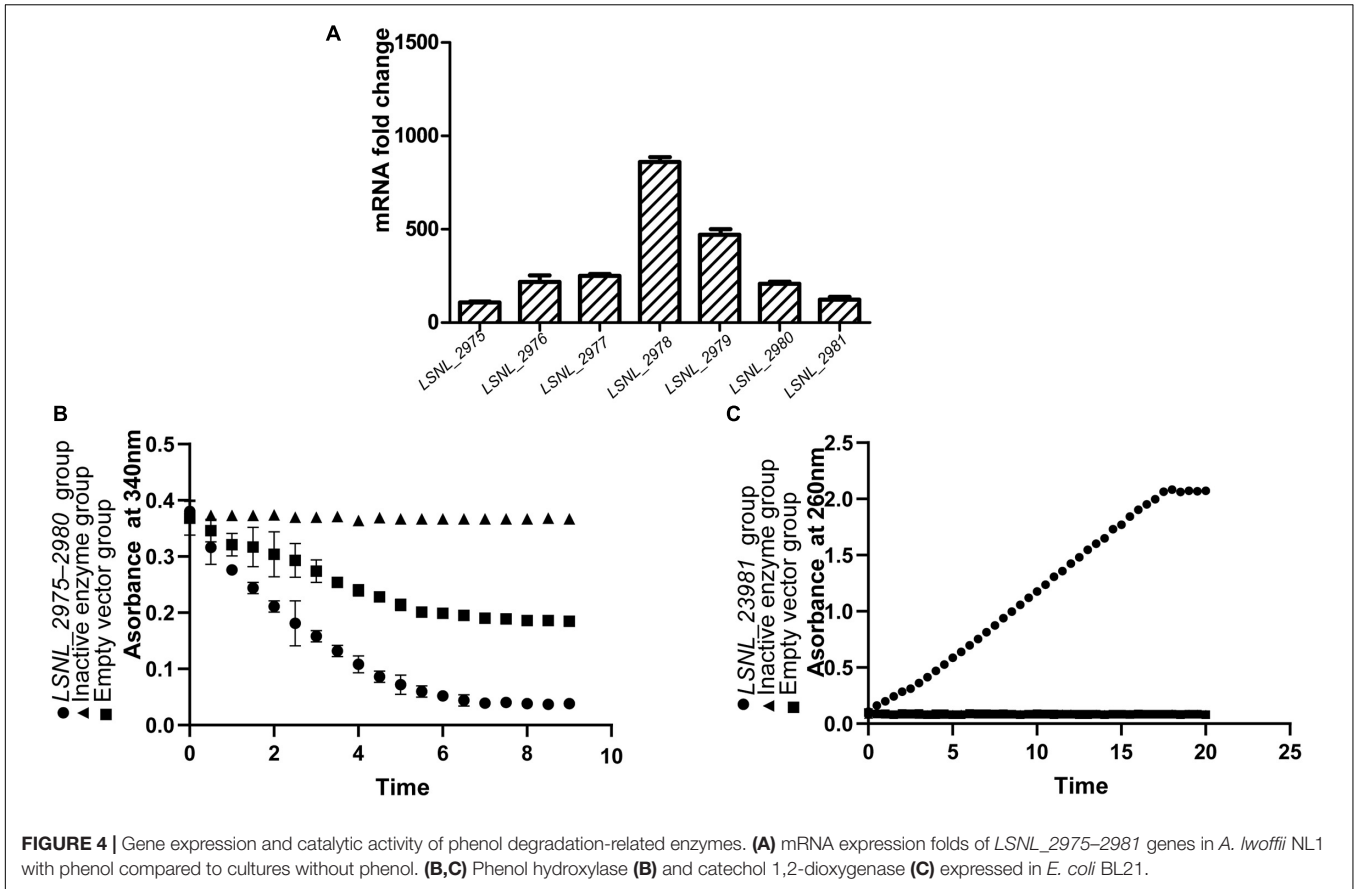 A
mRNA fold change
1500
1000
500
0
LSNL_2975
LSNL_2976
LSNL_2977
LSNL_2978
LSNL_2979
LSNL_2980
LSNL_2981
B
LSNL_2975–2980 group
Inactive enzyme group
Empty vector group
Asorbance at 340nm
0.5
0.4
0.3
0.2
0.1
0.0
0 2 4 6 8 10
Time
C
LSNL_23981 group
Inactive enzyme group
Empty vector group
Asorbance at 260nm
2.5
2.0
1.5
1.0
0.5
0.0
0 5 10 15 20 25
Time
FIGURE 4 | Gene expression and catalytic activity of phenol degradation-related enzymes. (A) mRNA expression folds of LSNL_2975–2981 genes in A. lwoffii NL1
with phenol compared to cultures without phenol. (B,C) Phenol hydroxylase (B) and catechol 1,2-dioxygenase (C) expressed in E. coli BL21.